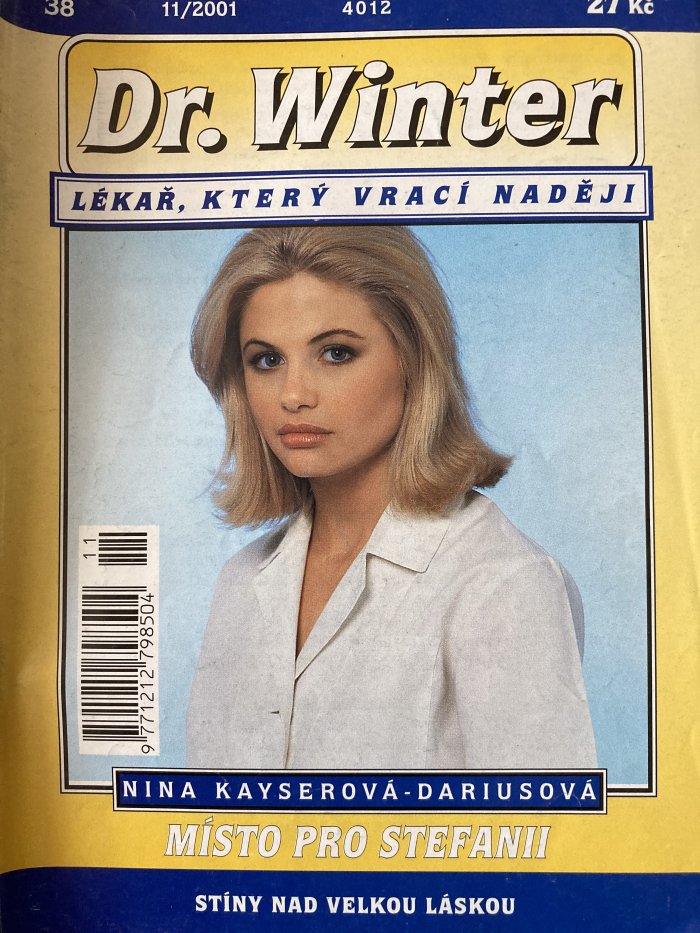 38 11/2001 4012 27 Kč
Dr. Winter
LÉKAŘ, KTERÝ VRACÍ NADĚJI
11
9 771212 798504
NINA KAYSEROVÁ-DARIUSOVÁ
MÍSTO PRO STEFANII
STÍNY NAD VELKOU LÁSKOU